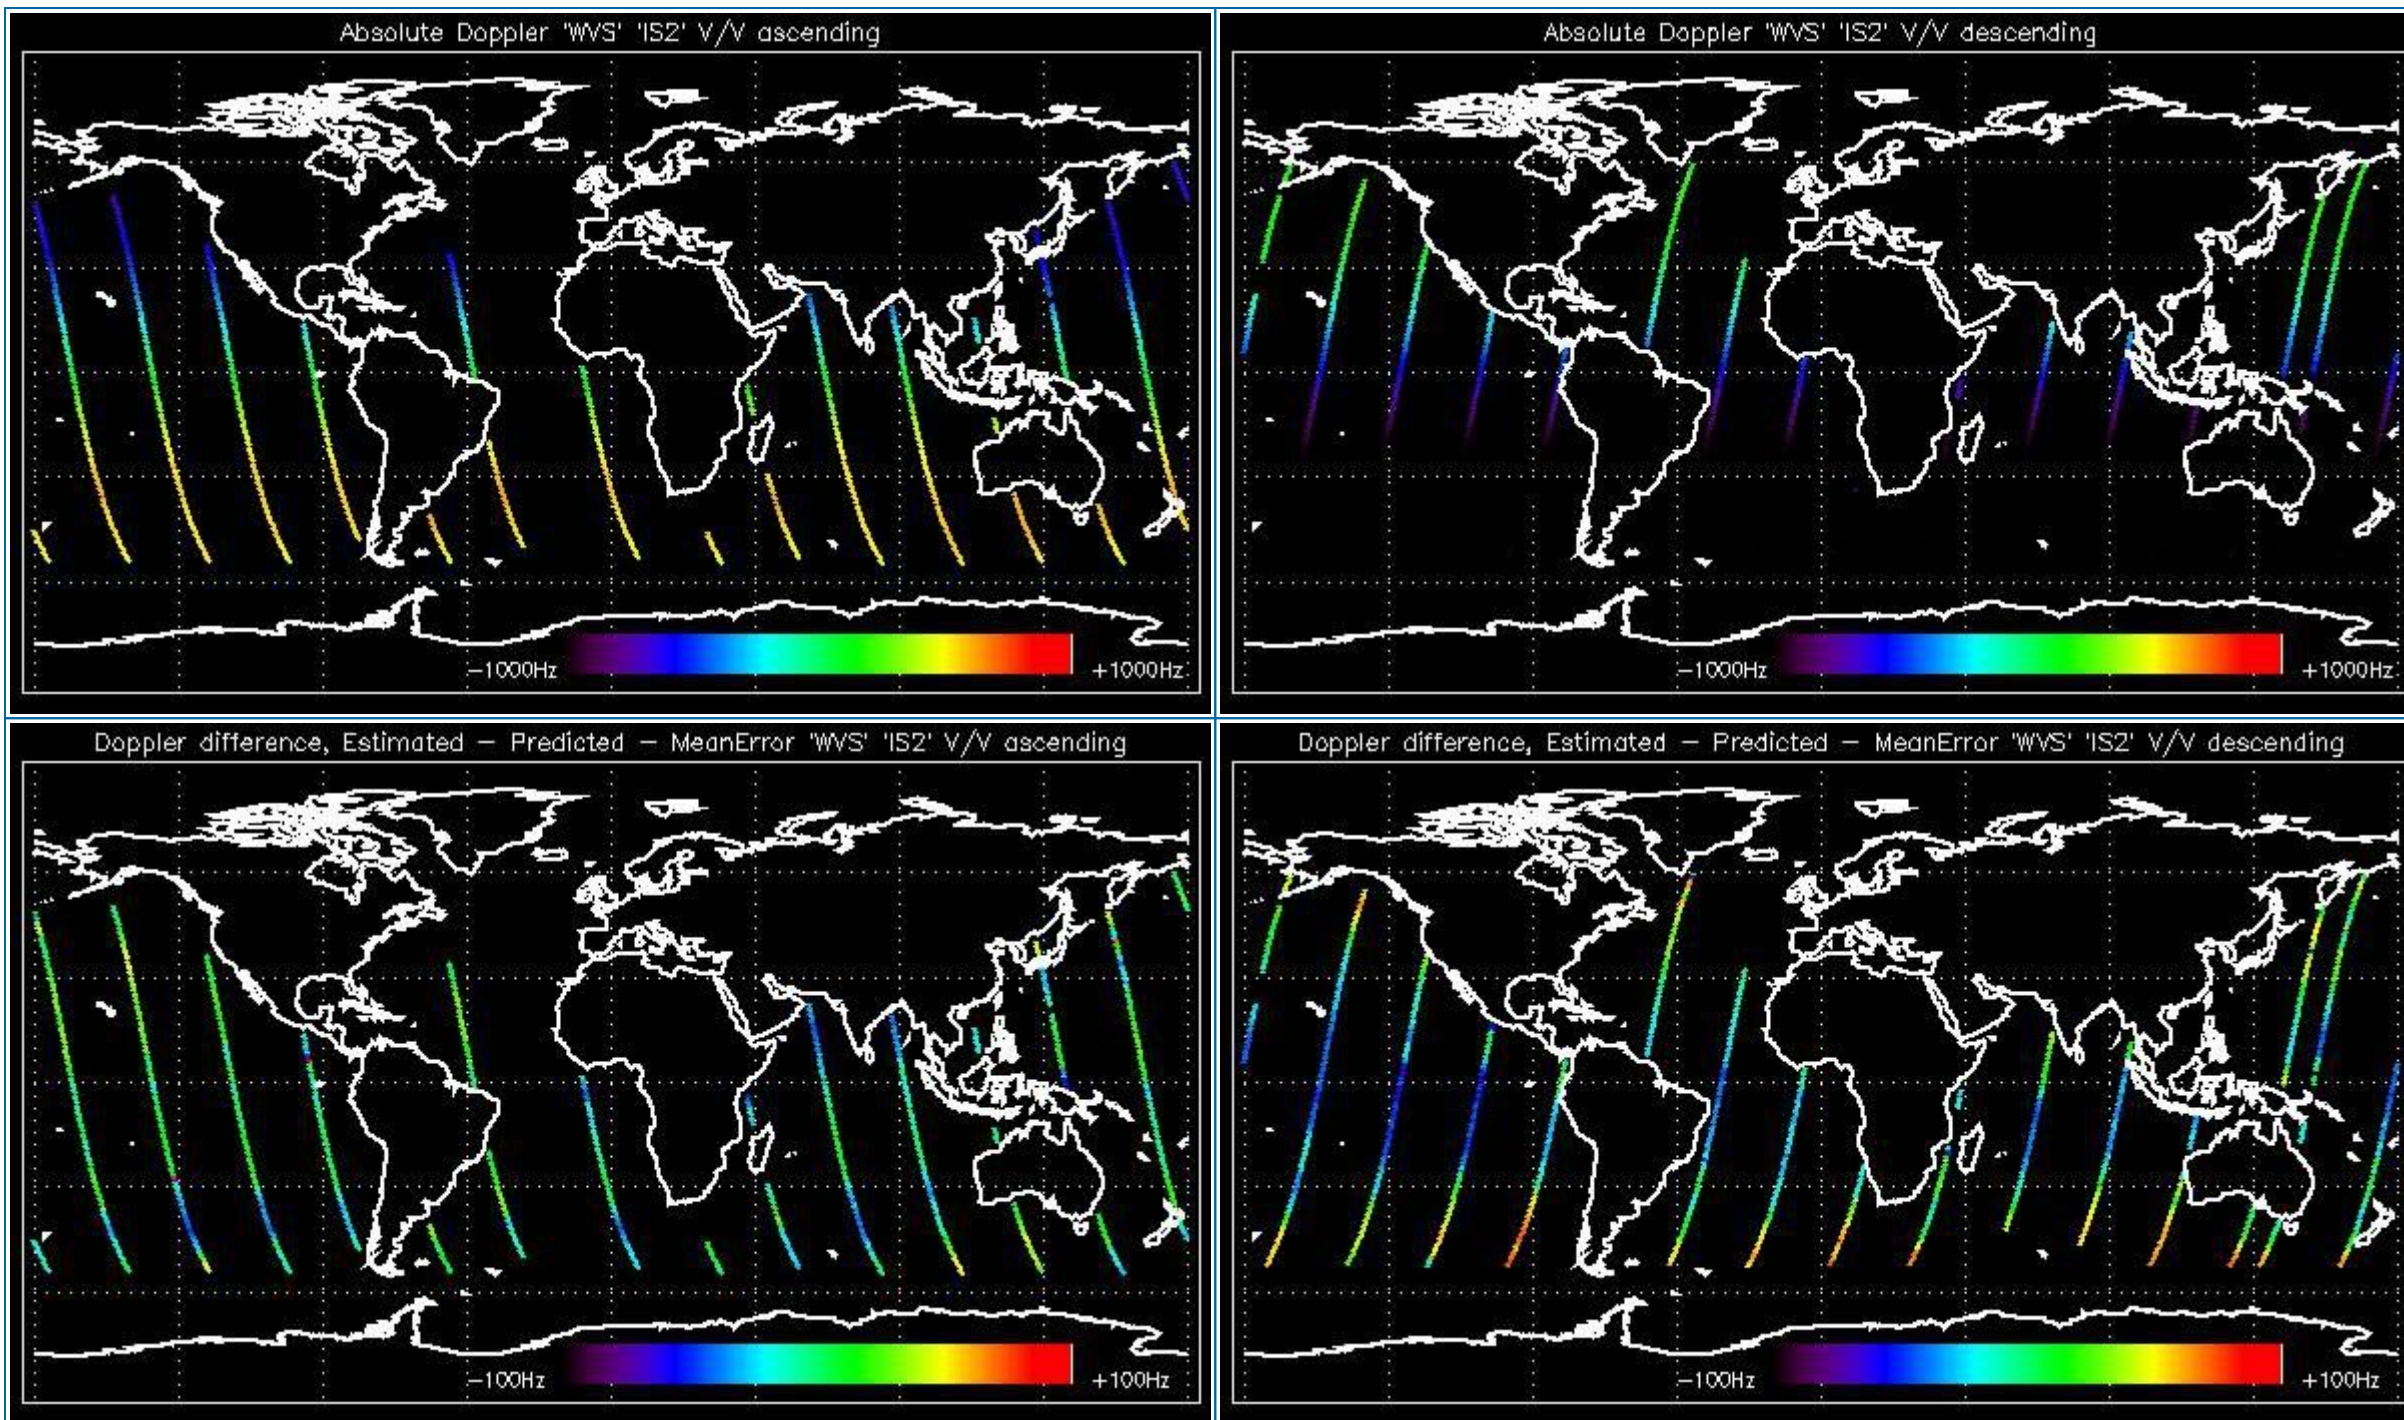 Absolute Doppler 'WVS' 'IS2' V/V ascending
-1000Hz
+1000Hz
Absolute Doppler 'WVS' 'IS2' V/V descending
-1000Hz
+1000Hz
Doppler difference, Estimated - Predicted - MeanError 'WVS' 'IS2' V/V ascending
-100Hz
+100Hz
Doppler difference, Estimated - Predicted - MeanError 'WVS' 'IS2' V/V descending
-100Hz
+100Hz